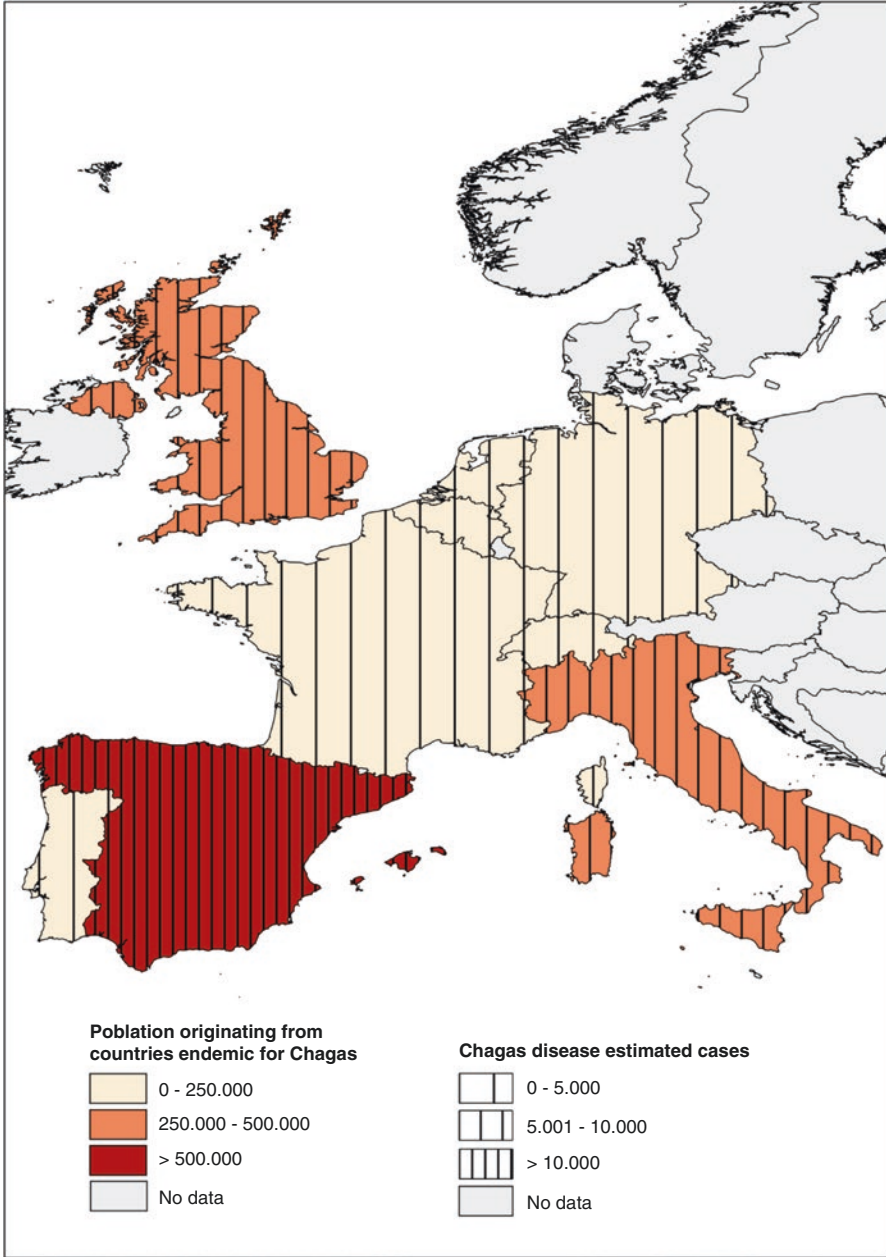 Poblation originating from
countries endemic for Chagas
0 - 250.000
250.000 - 500.000
> 500.000
No data
Chagas disease estimated cases
0 - 5.000
5.001 - 10.000
> 10.000
No data